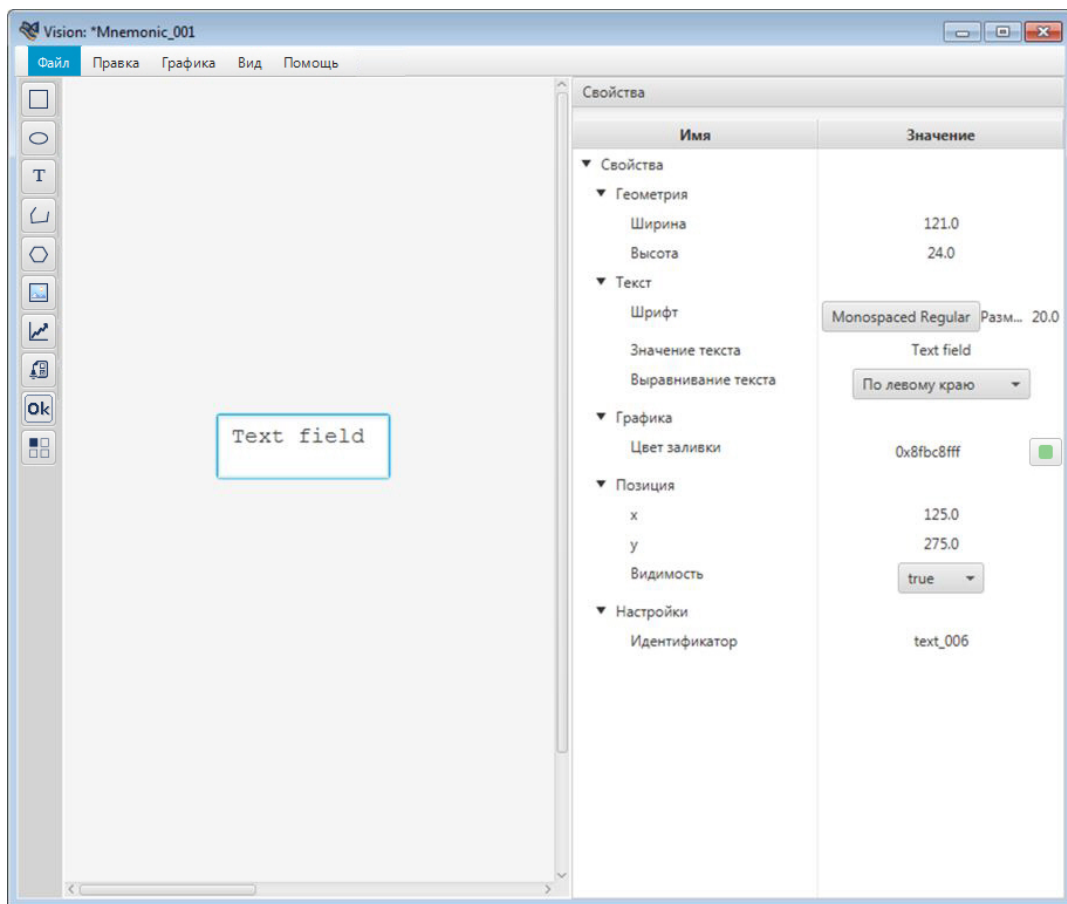 Vision: *Mnemonic_001
Файл Правка Графика Вид Помощь
Свойства
Имя Значение
Свойства
Геометрия
Ширина 121.0
Высота 24.0
Текст
Шрифт Monospaced Regular Разм... 20.0
Значение текста Text field
Выравнивание текста По левому краю
Графика
Цвет заливки 0x8fbc8fff
Позиция
x 125.0
y 275.0
Видимость true
Настройки
Идентификатор text_006
T
Ok
Text field